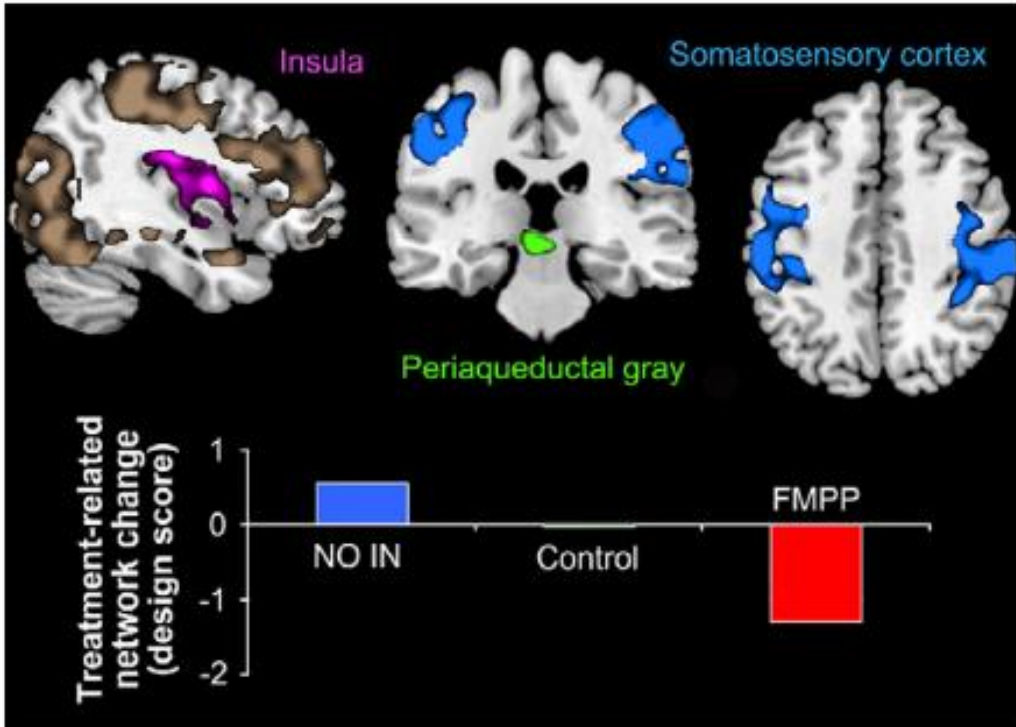 Insula
Somatosensory cortex
Periaqueductal gray
Treatment-related
network change
(design score)
1
0
-1
-2
NO IN
Control
FMPP